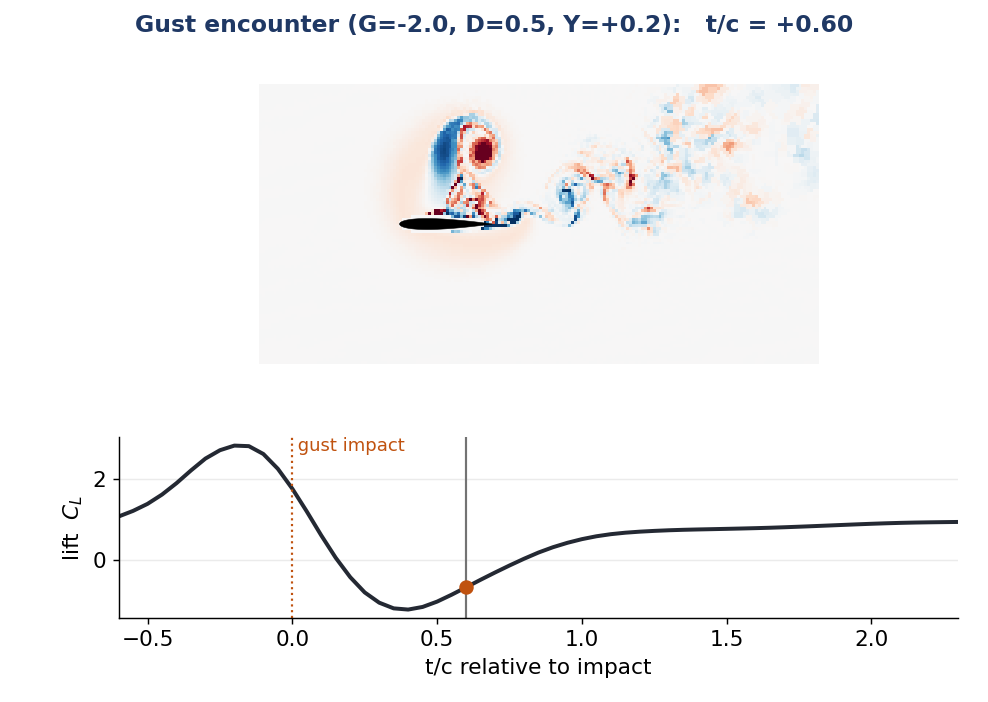 Gust encounter (G=-2.0, D=0.5, Y=+0.2):   t/c = +0.60
gust impact
2
0
lift  C_L
−0.5 0.0 0.5 1.0 1.5 2.0
t/c relative to impact